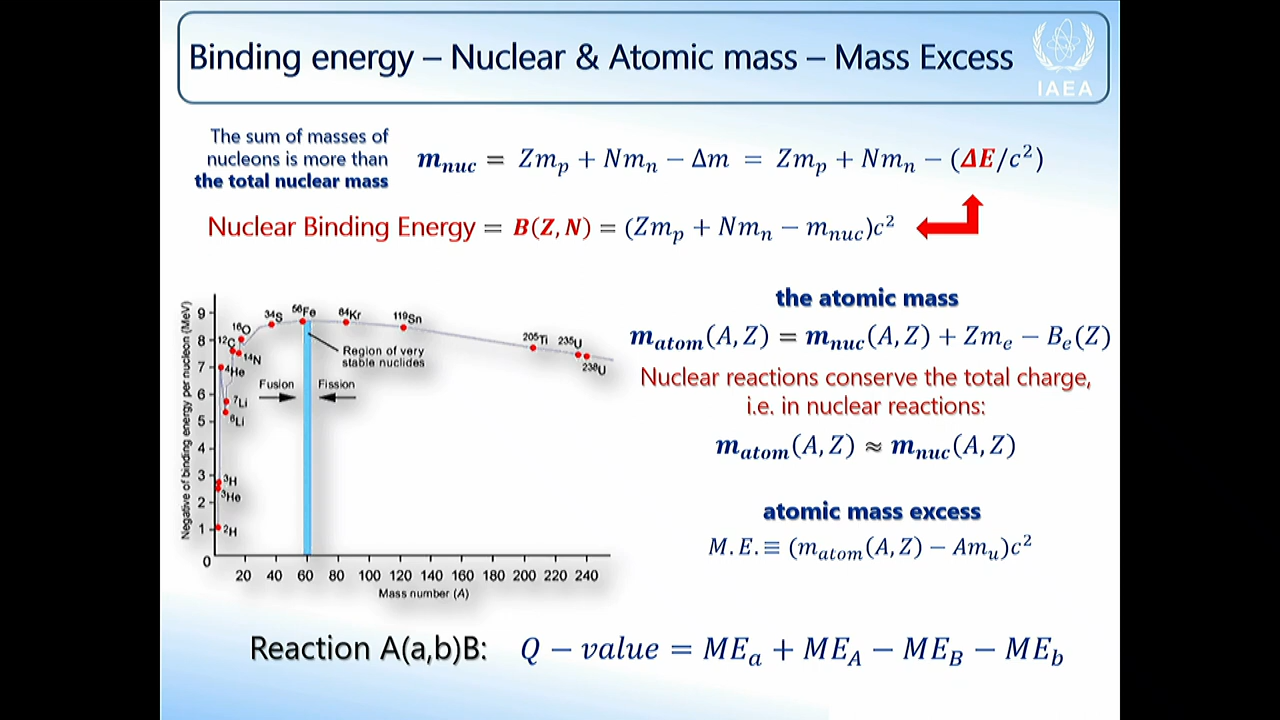 Binding energy – Nuclear & Atomic mass – Mass Excess
IAEA
The sum of masses of
nucleons is more than
the total nuclear mass
m_nuc = Zm_p + Nm_n − Δm = Zm_p + Nm_n − (ΔE/c²)
Nuclear Binding Energy = B(Z, N) = (Zm_p + Nm_n − m_nuc)c²
Negative of binding energy per nucleon (MeV)
9
8
7
6
5
4
3
2
1
0
¹⁶O
³⁴S
⁵⁶Fe
⁸⁴Kr
¹¹⁹Sn
²⁰⁵Ti
²³⁵U
²³⁸U
¹²C
¹⁴N
⁴He
⁷Li
⁶Li
³H
³He
²H
Region of very
stable nuclides
Fusion
Fission
20 40 60 80 100 120 140 160 180 200 220 240
Mass number (A)
the atomic mass
m_atom(A, Z) = m_nuc(A, Z) + Zm_e − B_e(Z)
Nuclear reactions conserve the total charge,
i.e. in nuclear reactions:
m_atom(A, Z) ≈ m_nuc(A, Z)
atomic mass excess
M. E. ≡ (m_atom(A, Z) − Am_u)c²
Reaction A(a,b)B: Q − value = ME_a + ME_A − ME_B − ME_b